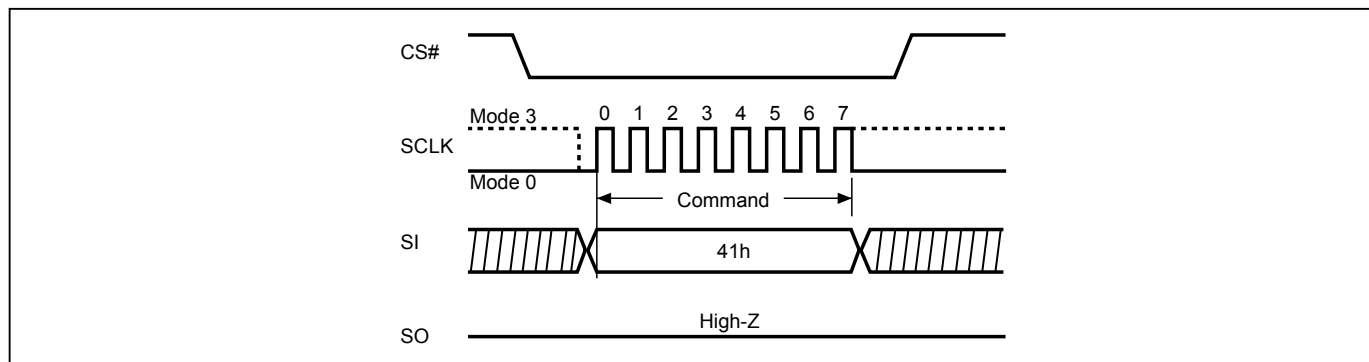 CS#
Mode 3 0 1 2 3 4 5 6 7
SCLK
Mode 0
Command
SI
41h
High-Z
SO